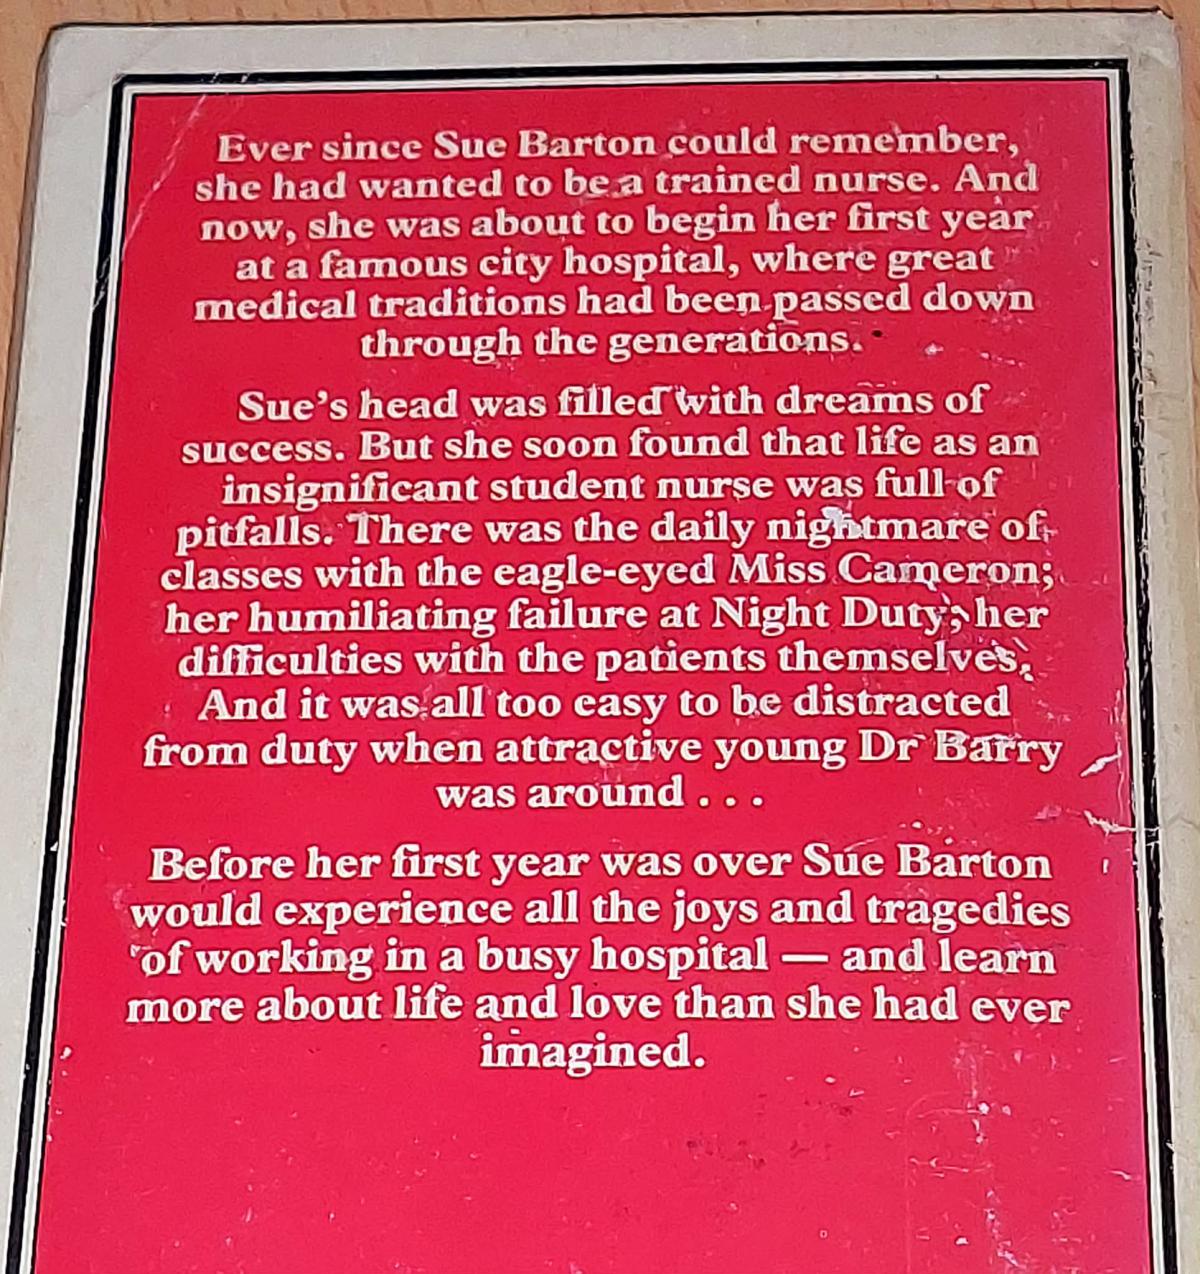 Ever since Sue Barton could remember,
she had wanted to be a trained nurse. And
now, she was about to begin her first year
at a famous city hospital, where great
medical traditions had been passed down
through the generations.
Sue's head was filled with dreams of
success. But she soon found that life as an
insignificant student nurse was full of
pitfalls. There was the daily nightmare of
classes with the eagle-eyed Miss Cameron;
her humiliating failure at Night Duty; her
difficulties with the patients themselves.
And it was all too easy to be distracted
from duty when attractive young Dr Barry
was around . . .
Before her first year was over Sue Barton
would experience all the joys and tragedies
of working in a busy hospital — and learn
more about life and love than she had ever
imagined.